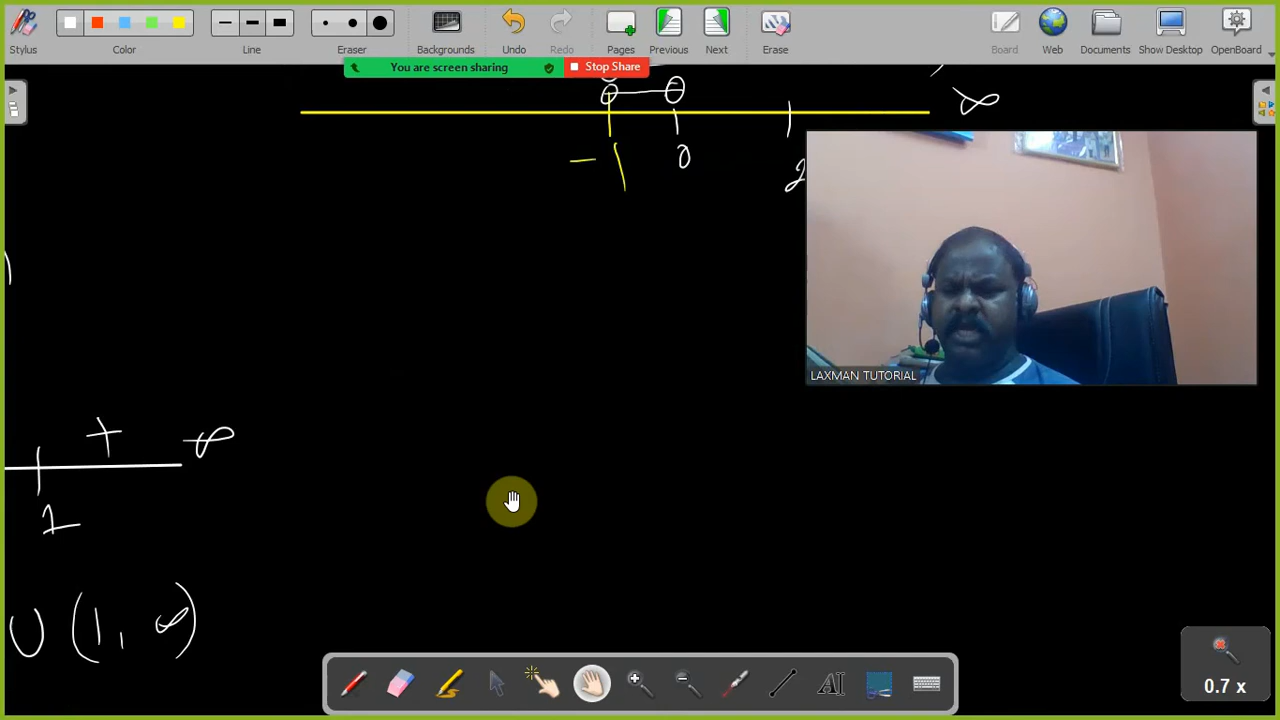 Stylus Color Line Eraser Backgrounds Undo Redo Pages Previous Next Erase Board Web Documents Show Desktop OpenBoard
You are screen sharing Stop Share
∞
-1 0 2
LAXMAN TUTORIAL
+ ∞
1
U (1, ∞)
0.7 x